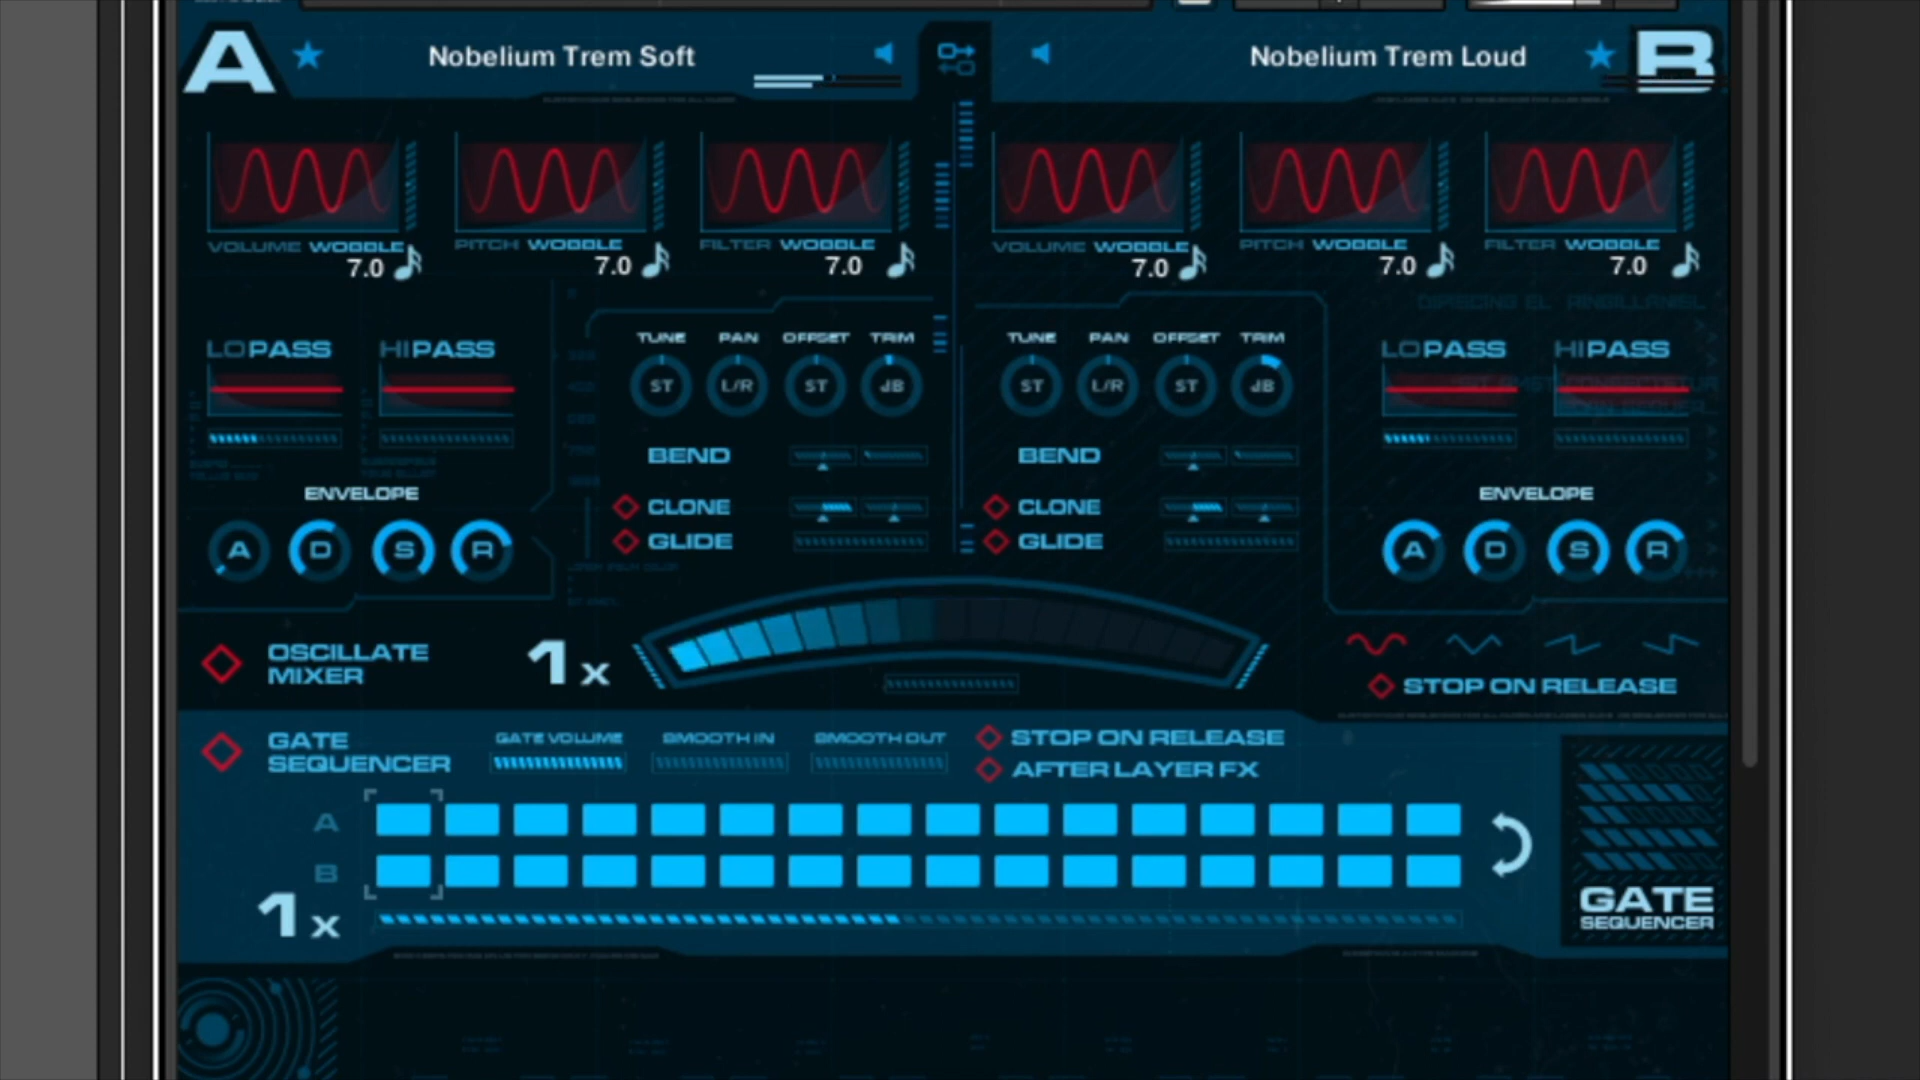 A
Nobelium Trem Soft
Nobelium Trem Loud
B
VOLUME WOBBLE
7.0
PITCH WOBBLE
7.0
FILTER WOBBLE
7.0
VOLUME WOBBLE
7.0
PITCH WOBBLE
7.0
FILTER WOBBLE
7.0
LOPASS
HIPASS
TUNE PAN OFFSET TRIM
ST L/R ST dB
TUNE PAN OFFSET TRIM
ST L/R ST dB
LOPASS
HIPASS
BEND
BEND
ENVELOPE
A D S R
CLONE
GLIDE
CLONE
GLIDE
ENVELOPE
A D S R
OSCILLATE
MIXER
1 x
STOP ON RELEASE
GATE
SEQUENCER
GATE VOLUME
SMOOTH IN
SMOOTH OUT
STOP ON RELEASE
AFTER LAYER FX
A
B
1 x
GATE
SEQUENCER